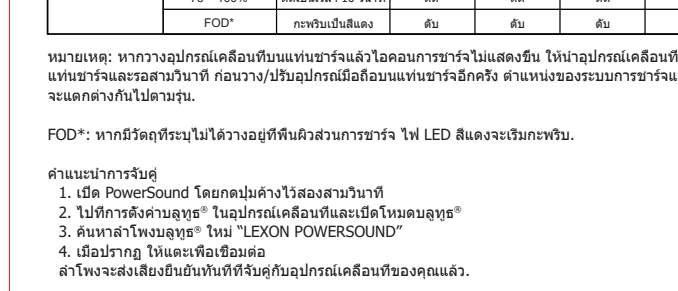 FOD* กะพริบเป็นสีแดง ดับ ดับ ดับ
หมายเหตุ: หากวางอุปกรณ์เคลื่อนที่บนแท่นชาร์จแล้วไอคอนการชาร์จไม่แสดงขึ้น ให้นำอุปกรณ์เคลื่อนที่
แท่นชาร์จและรอสามวินาที ก่อนวาง/ปรับอุปกรณ์มือถือบนแท่นชาร์จอีกครั้ง ตำแหน่งของระบบการชาร์จแ
จะแตกต่างกันไปตามรุ่น.
FOD*: หากมีวัตถุที่ระบุไม่ได้วางอยู่ที่พื้นผิวส่วนการชาร์จ ไฟ LED สีแดงจะเริ่มกะพริบ.
คำแนะนำการจับคู่
1. เปิด PowerSound โดยกดปุ่มค้างไว้สองสามวินาที
2. ไปที่การตั้งค่าบลูทูธ® ในอุปกรณ์เคลื่อนที่และเปิดโหมดบลูทูธ®
3. ค้นหาลำโพงบลูทูธ® ใหม่ “LEXON POWERSOUND”
4. เมื่อปรากฏ ให้แตะเพื่อเชื่อมต่อ
ลำโพงจะส่งเสียงยืนยันทันทีที่จับคู่กับอุปกรณ์เคลื่อนที่ของคุณแล้ว.